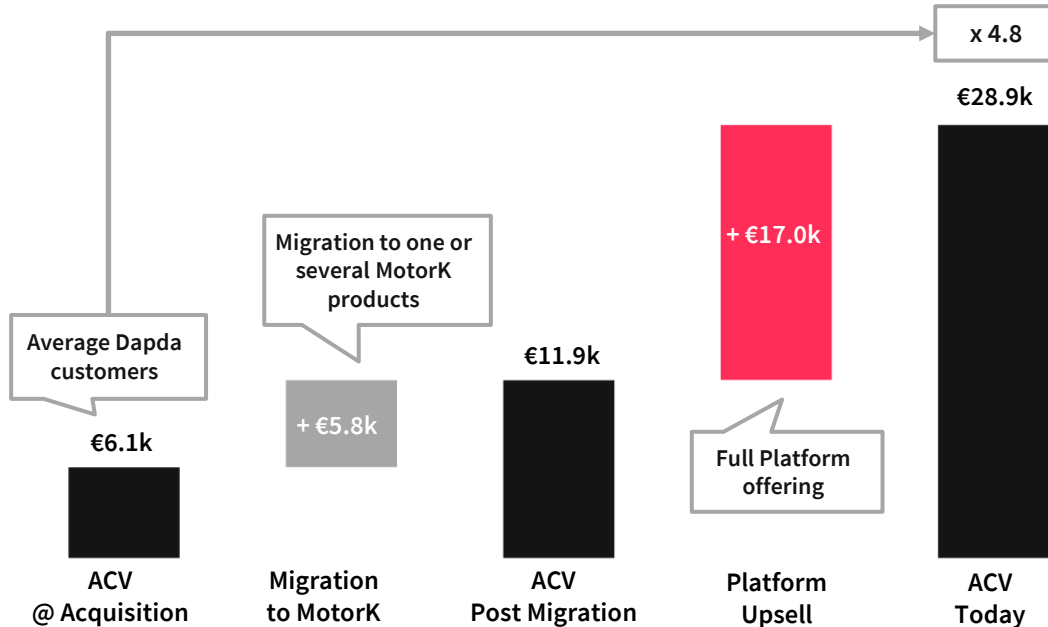 x 4.8
€28.9k
+ €17.0k
Migration to one or
several MotorK
products
Average Dapda
customers
€11.9k
+ €5.8k
€6.1k
Full Platform
offering
ACV
@ Acquisition
Migration
to MotorK
ACV
Post Migration
Platform
Upsell
ACV
Today